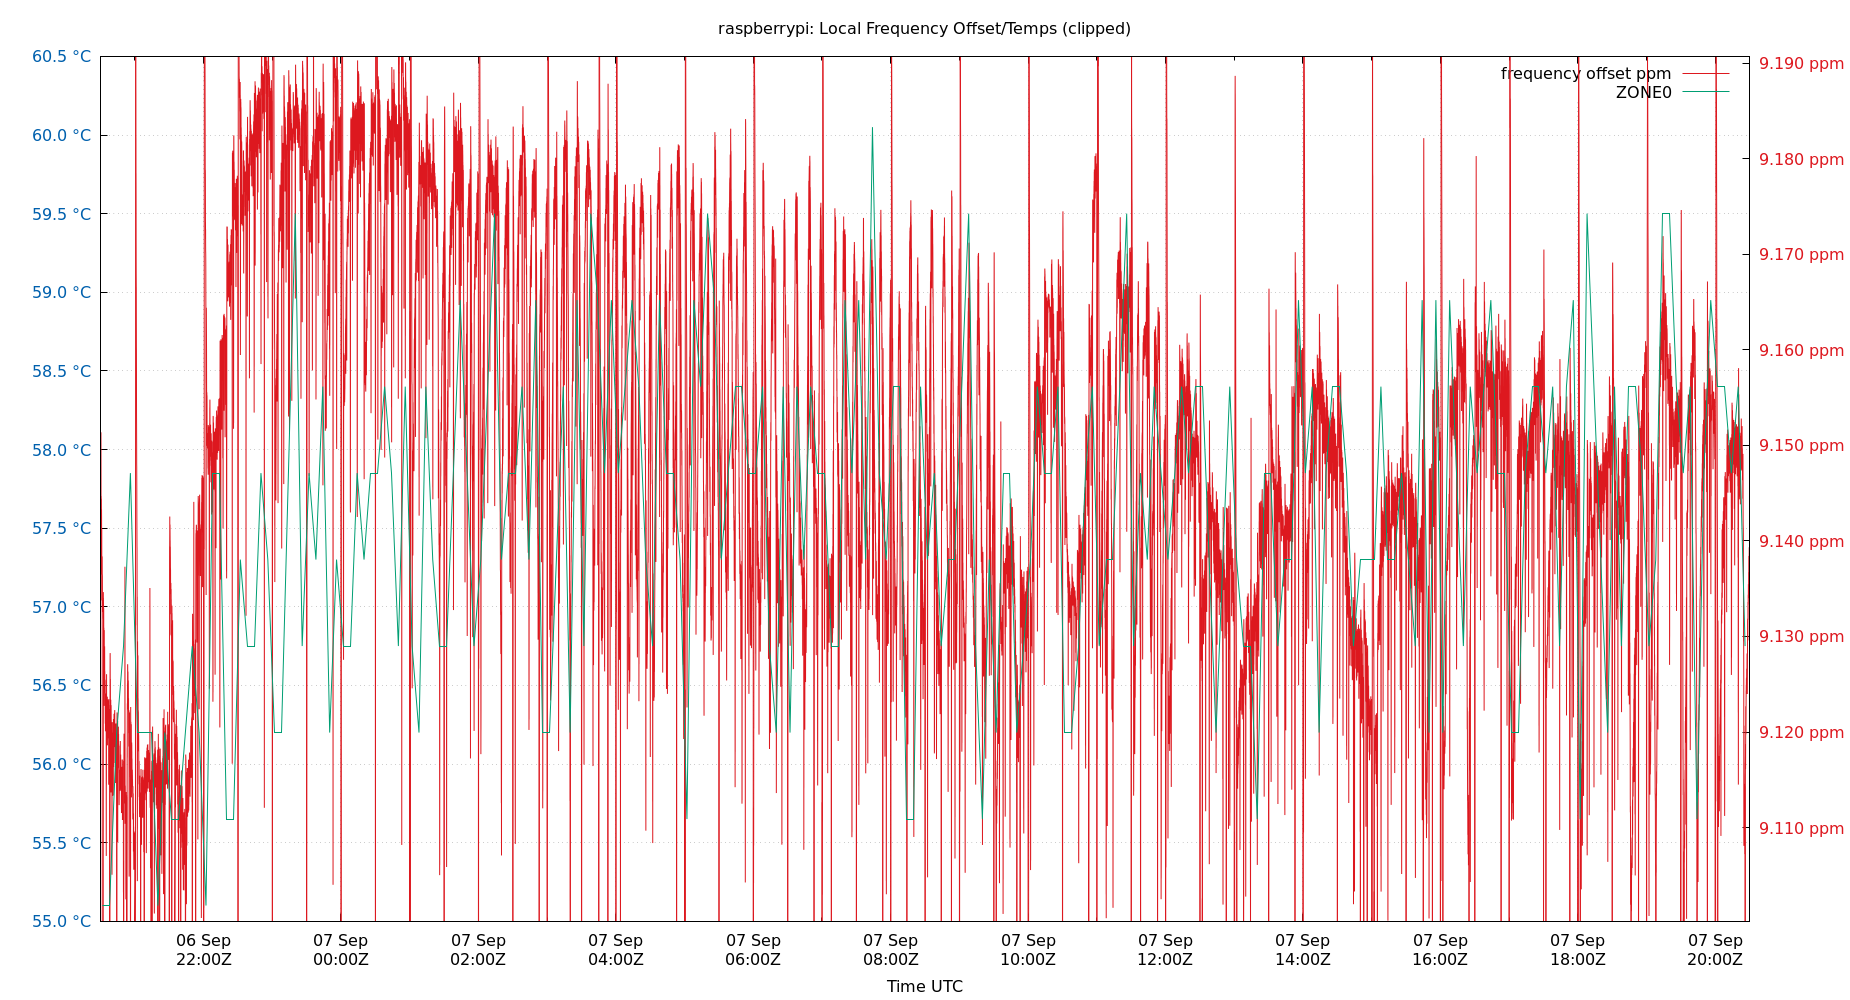 raspberrypi: Local Frequency Offset/Temps (clipped)
60.5 °C
60.0 °C
59.5 °C
59.0 °C
58.5 °C
58.0 °C
57.5 °C
57.0 °C
56.5 °C
56.0 °C
55.5 °C
55.0 °C
frequency offset ppm
ZONE0
9.190 ppm
9.180 ppm
9.170 ppm
9.160 ppm
9.150 ppm
9.140 ppm
9.130 ppm
9.120 ppm
9.110 ppm
06 Sep 07 Sep 07 Sep 07 Sep 07 Sep 07 Sep 07 Sep 07 Sep 07 Sep 07 Sep 07 Sep 07 Sep
22:00Z 00:00Z 02:00Z 04:00Z 06:00Z 08:00Z 10:00Z 12:00Z 14:00Z 16:00Z 18:00Z 20:00Z
Time UTC